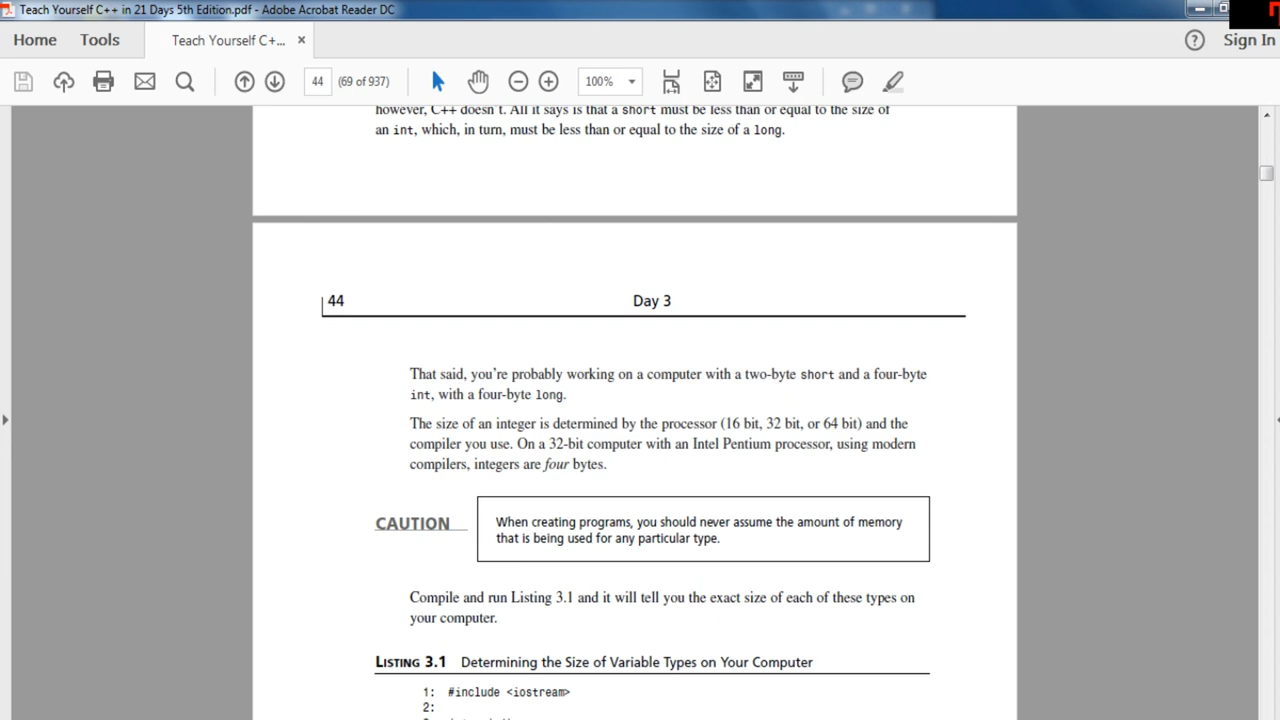 Teach Yourself C++ in 21 Days 5th Edition.pdf - Adobe Acrobat Reader DC
Home Tools Teach Yourself C+... × Sign In
44 (69 of 937) 100%
however, C++ doesn't. All it says is that a short must be less than or equal to the size of
an int, which, in turn, must be less than or equal to the size of a long.
44 Day 3
That said, you're probably working on a computer with a two-byte short and a four-byte
int, with a four-byte long.
The size of an integer is determined by the processor (16 bit, 32 bit, or 64 bit) and the
compiler you use. On a 32-bit computer with an Intel Pentium processor, using modern
compilers, integers are four bytes.
CAUTION When creating programs, you should never assume the amount of memory
that is being used for any particular type.
Compile and run Listing 3.1 and it will tell you the exact size of each of these types on
your computer.
LISTING 3.1 Determining the Size of Variable Types on Your Computer
1: #include <iostream>
2: